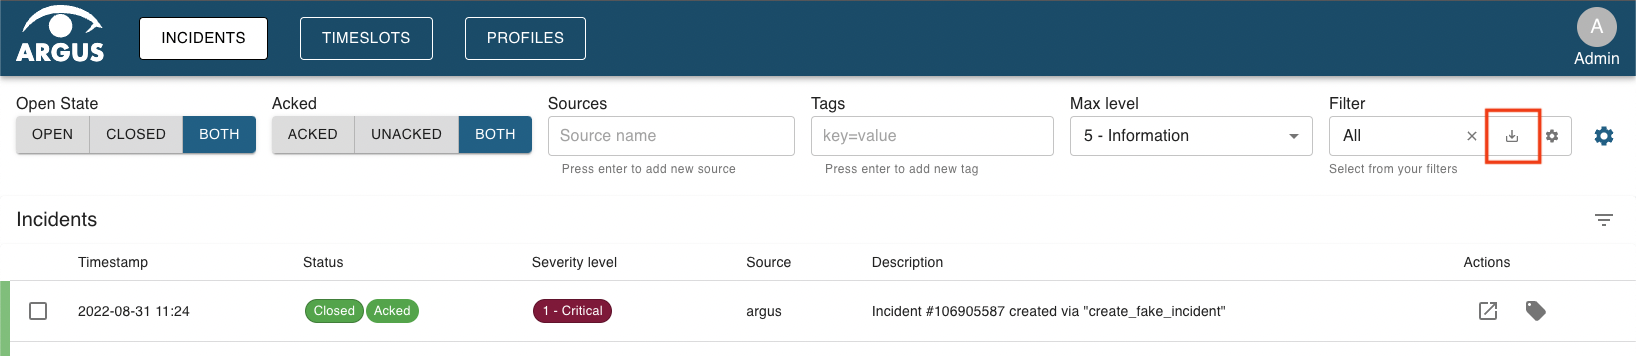 ARGUS
INCIDENTS TIMESLOTS PROFILES
A
Admin
Open State Acked Sources Tags Max level Filter
OPEN CLOSED BOTH ACKED UNACKED BOTH Source name key=value 5 - Information All
Press enter to add new source Press enter to add new tag Select from your filters
Incidents
Timestamp Status Severity level Source Description Actions
2022-08-31 11:24 Closed Acked 1 - Critical argus Incident #106905587 created via "create_fake_incident"